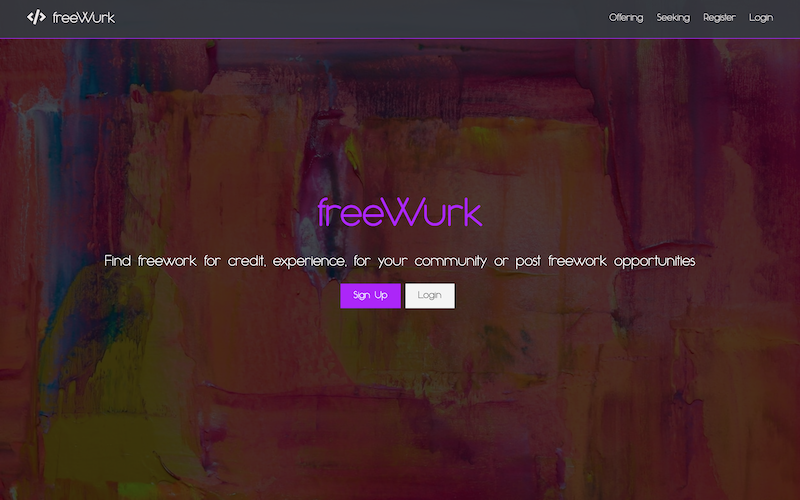 freeWurk
Offering Seeking Register Login
freeWurk
Find freework for credit, experience, for your community or post freework opportunities
Sign Up Login